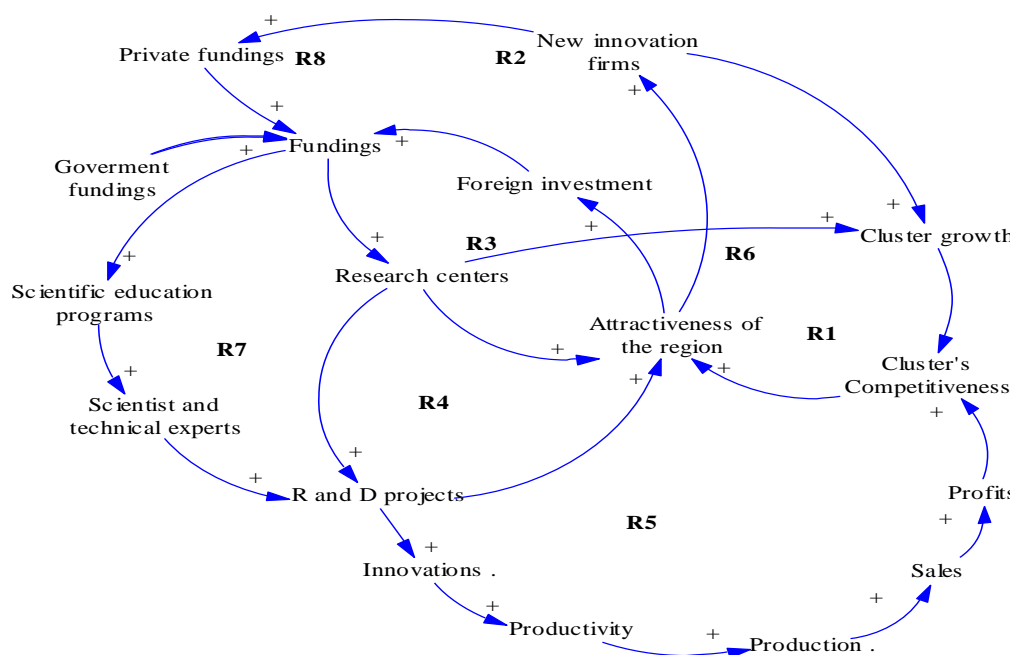 +
New innovation
firms
Private fundings
R8
R2
+
+
Fundings
+
+
Goverment
fundings
Foreign investment
+
+
+
R3
+
Cluster growth
R6
Research centers
+
Scientific education
programs
Attractiveness of
the region
R1
+
R7
+
+
Cluster's
Competitiveness
+
+
Scientist and
technical experts
R4
+
+
+
R and D projects
Profits
R5
+
+
Innovations .
Sales
+
+
Productivity
+
Production .